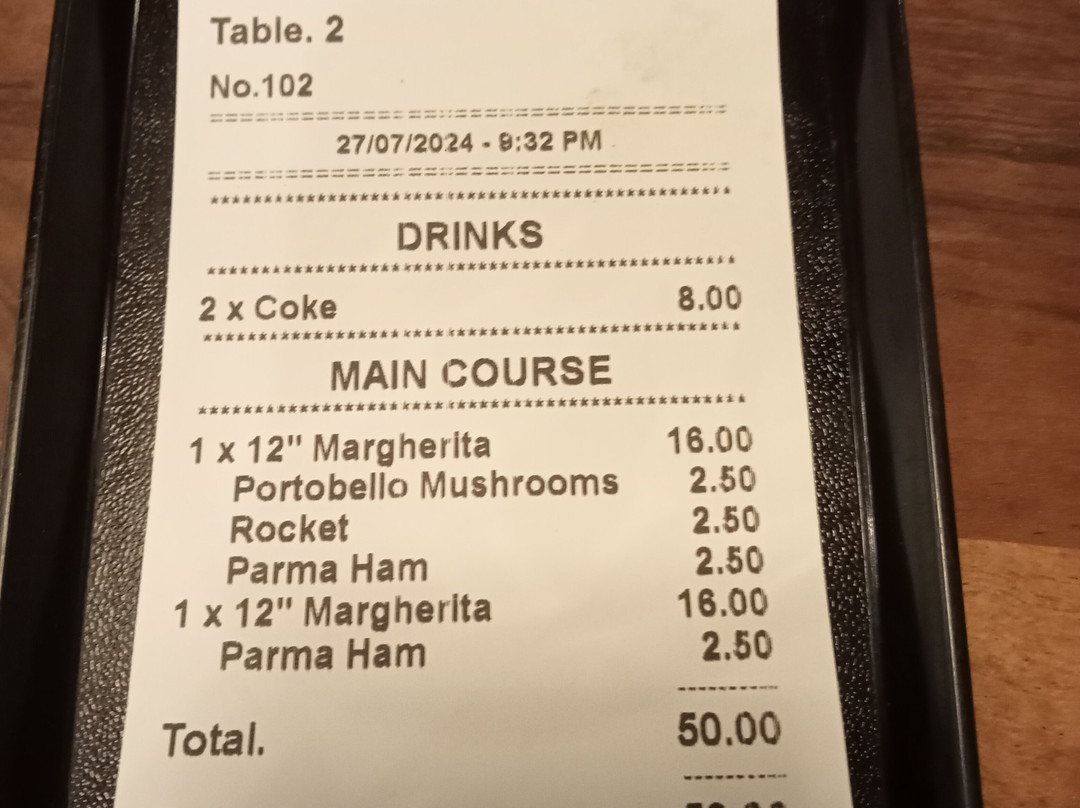 Table. 2
No.102
==================================================
27/07/2024 - 9:32 PM
==================================================
**************************************************
DRINKS
**************************************************
2 x Coke 8.00
**************************************************
MAIN COURSE
**************************************************
1 x 12" Margherita 16.00
Portobello Mushrooms 2.50
Rocket 2.50
Parma Ham 2.50
1 x 12" Margherita 16.00
Parma Ham 2.50
----------
Total. 50.00
----------